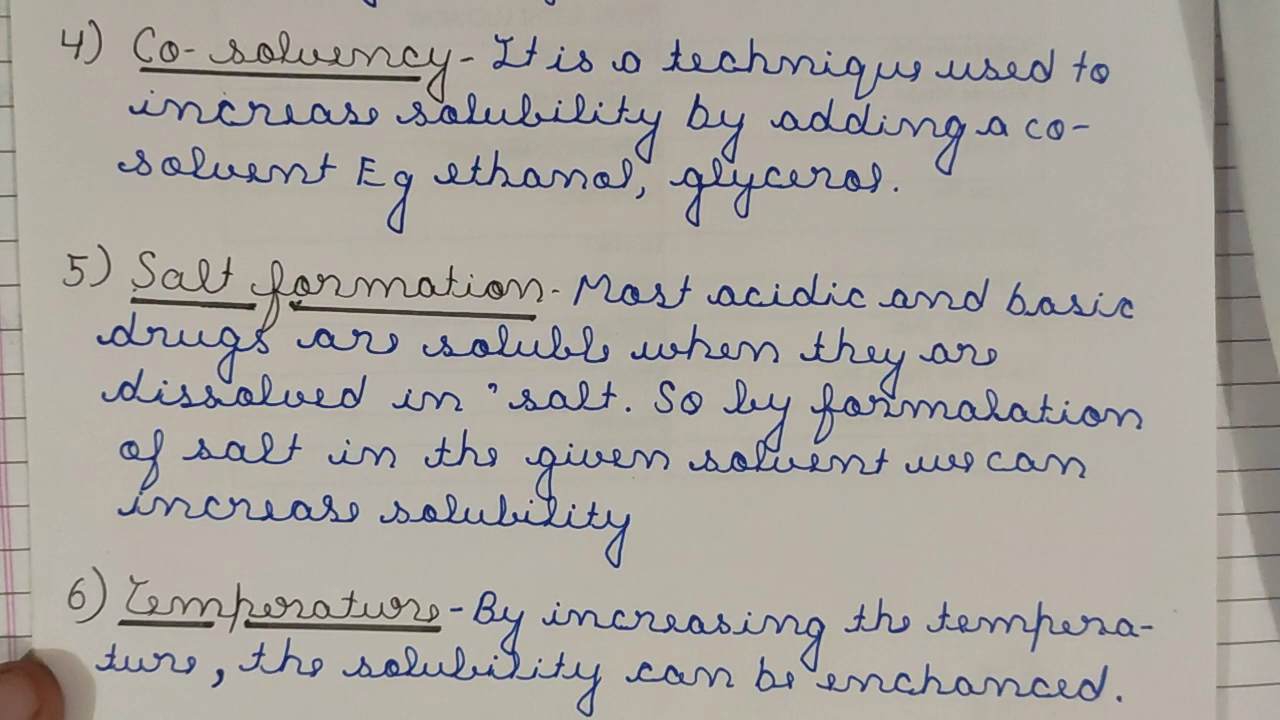 4) Co-solvency - It is a technique used to
increase solubility by adding a co-
solvent Eg ethanol, glycerol.
5) Salt formation - Most acidic and basic
drugs are soluble when they are
dissolved in salt. So by formalation
of salt in the given solvent we can
increase solubility
6) Temperature - By increasing the tempera-
ture, the solubility can be enchanced.